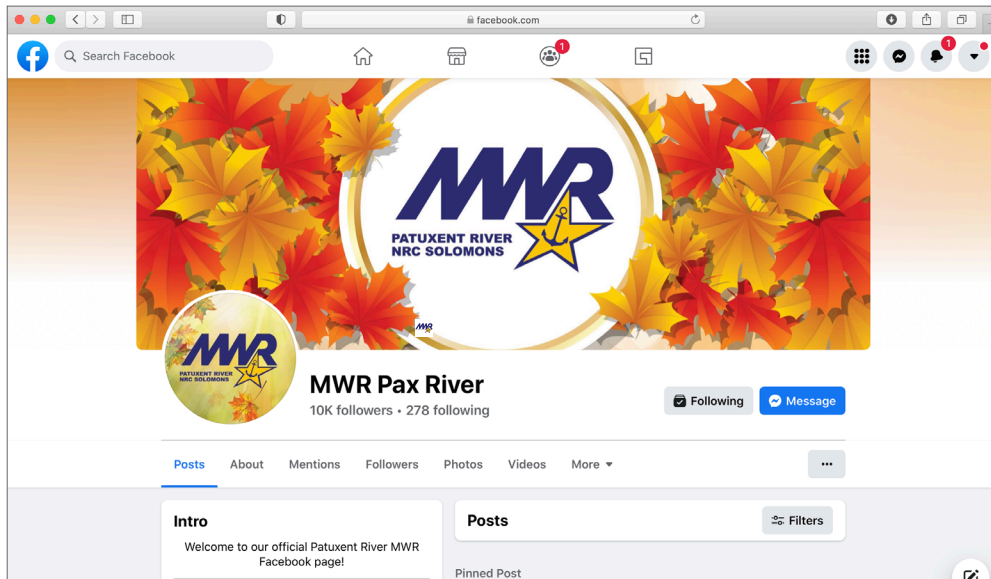 facebook.com
Search Facebook
1
1
MWR
PATUXENT RIVER
NRC SOLOMONS
MWR
MWR
PATUXENT RIVER
NRC SOLOMONS
MWR Pax River
10K followers • 278 following
Following
Message
Posts
About
Mentions
Followers
Photos
Videos
More
Intro
Welcome to our official Patuxent River MWR
Facebook page!
Posts
Filters
Pinned Post